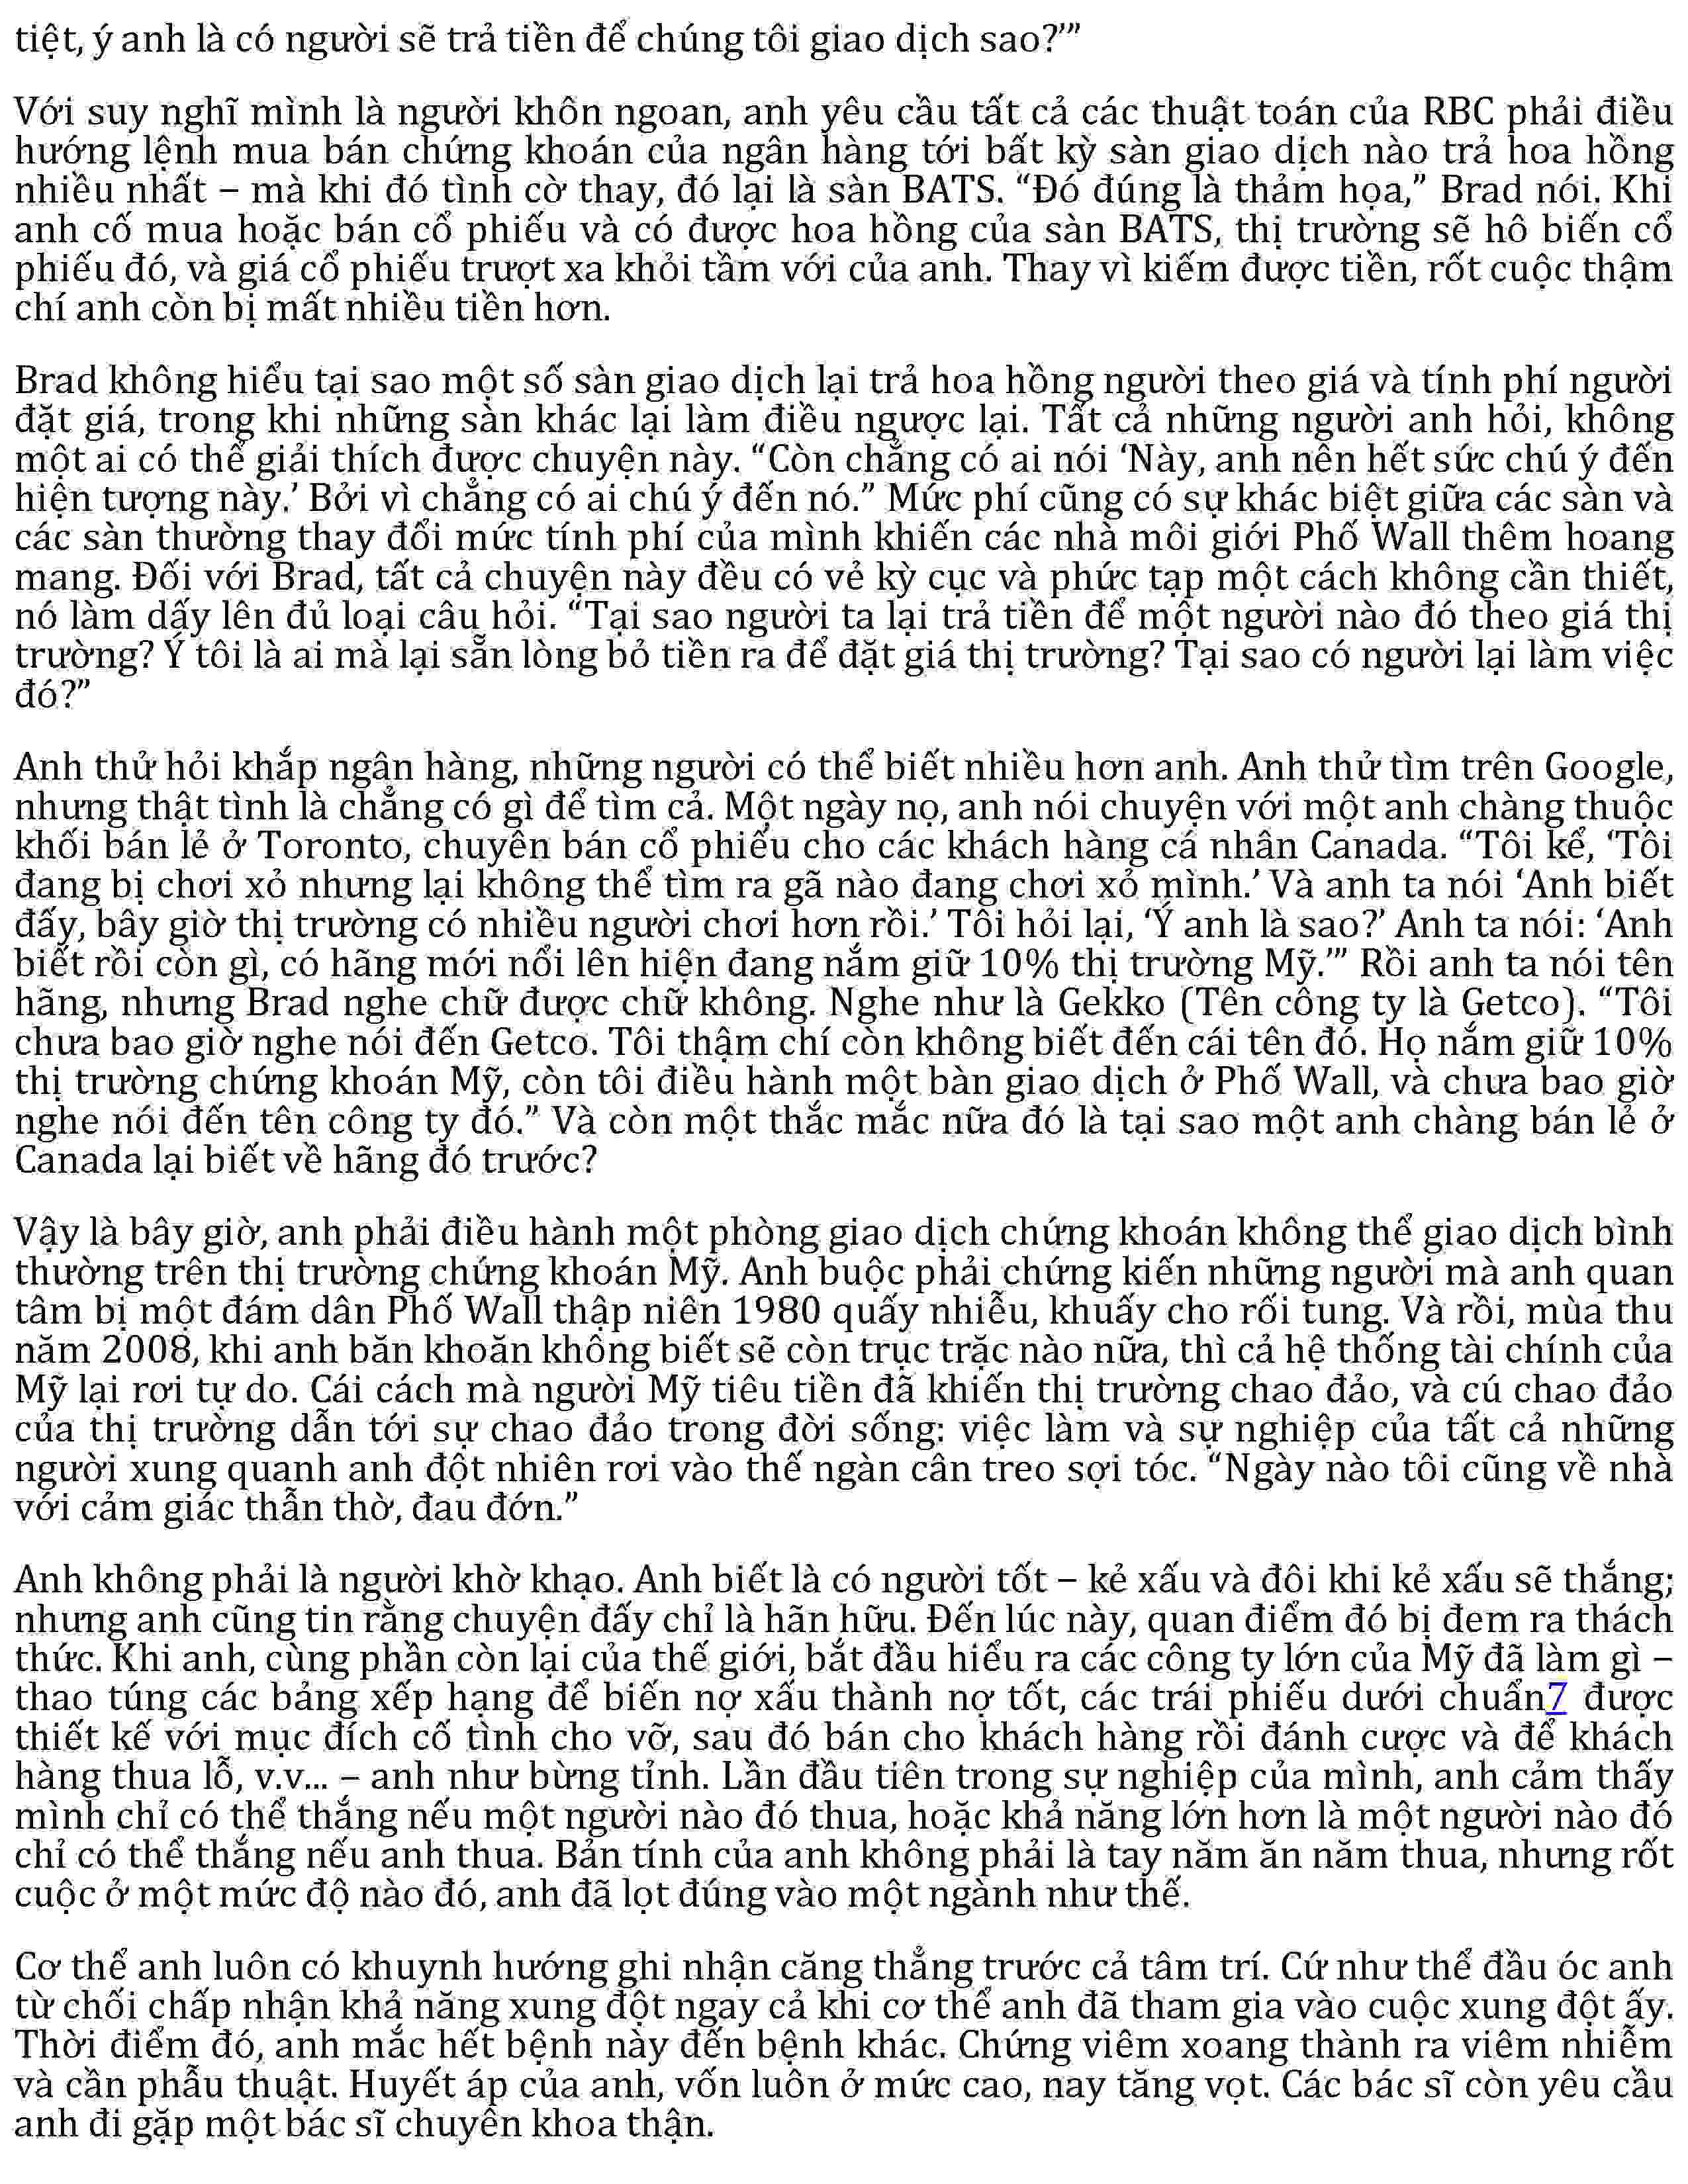 tiệt, ý anh là có người sẽ trả tiền để chúng tôi giao dịch sao?’”
Với suy nghĩ mình là người khôn ngoan, anh yêu cầu tất cả các thuật toán của RBC phải điều
hướng lệnh mua bán chứng khoán của ngân hàng tới bất kỳ sàn giao dịch nào trả hoa hồng
nhiều nhất – mà khi đó tình cờ thay, đó lại là sàn BATS. “Đó đúng là thảm họa,” Brad nói. Khi
anh cố mua hoặc bán cổ phiếu và có được hoa hồng của sàn BATS, thị trường sẽ hô biến cổ
phiếu đó, và giá cổ phiếu trượt xa khỏi tầm với của anh. Thay vì kiếm được tiền, rốt cuộc thậm
chí anh còn bị mất nhiều tiền hơn.
Brad không hiểu tại sao một số sàn giao dịch lại trả hoa hồng người theo giá và tính phí người
đặt giá, trong khi những sàn khác lại làm điều ngược lại. Tất cả những người anh hỏi, không
một ai có thể giải thích được chuyện này. “Còn chẳng có ai nói ‘Này, anh nên hết sức chú ý đến
hiện tượng này.’ Bởi vì chẳng có ai chú ý đến nó.” Mức phí cũng có sự khác biệt giữa các sàn và
các sàn thường thay đổi mức tính phí của mình khiến các nhà môi giới Phố Wall thêm hoang
mang. Đối với Brad, tất cả chuyện này đều có vẻ kỳ cục và phức tạp một cách không cần thiết,
nó làm dấy lên đủ loại câu hỏi. “Tại sao người ta lại trả tiền để một người nào đó theo giá thị
trường? Ý tôi là ai mà lại sẵn lòng bỏ tiền ra để đặt giá thị trường? Tại sao có người lại làm việc
đó?”
Anh thử hỏi khắp ngân hàng, những người có thể biết nhiều hơn anh. Anh thử tìm trên Google,
nhưng thật tình là chẳng có gì để tìm cả. Một ngày nọ, anh nói chuyện với một anh chàng thuộc
khối bán lẻ ở Toronto, chuyên bán cổ phiếu cho các khách hàng cá nhân Canada. “Tôi kể, ‘Tôi
đang bị chơi xỏ nhưng lại không thể tìm ra gã nào đang chơi xỏ mình.’ Và anh ta nói ‘Anh biết
đấy, bây giờ thị trường có nhiều người chơi hơn rồi.’ Tôi hỏi lại, ‘Ý anh là sao?’ Anh ta nói: ‘Anh
biết rồi còn gì, có hãng mới nổi lên hiện đang nắm giữ 10% thị trường Mỹ.’” Rồi anh ta nói tên
hãng, nhưng Brad nghe chữ được chữ không. Nghe như là Gekko (Tên công ty là Getco). “Tôi
chưa bao giờ nghe nói đến Getco. Tôi thậm chí còn không biết đến cái tên đó. Họ nắm giữ 10%
thị trường chứng khoán Mỹ, còn tôi điều hành một bàn giao dịch ở Phố Wall, và chưa bao giờ
nghe nói đến tên công ty đó.” Và còn một thắc mắc nữa đó là tại sao một anh chàng bán lẻ ở
Canada lại biết về hãng đó trước?
Vậy là bây giờ, anh phải điều hành một phòng giao dịch chứng khoán không thể giao dịch bình
thường trên thị trường chứng khoán Mỹ. Anh buộc phải chứng kiến những người mà anh quan
tâm bị một đám dân Phố Wall thập niên 1980 quấy nhiễu, khuấy cho rối tung. Và rồi, mùa thu
năm 2008, khi anh băn khoăn không biết sẽ còn trục trặc nào nữa, thì cả hệ thống tài chính của
Mỹ lại rơi tự do. Cái cách mà người Mỹ tiêu tiền đã khiến thị trường chao đảo, và cú chao đảo
của thị trường dẫn tới sự chao đảo trong đời sống: việc làm và sự nghiệp của tất cả những
người xung quanh anh đột nhiên rơi vào thế ngàn cân treo sợi tóc. “Ngày nào tôi cũng về nhà
với cảm giác thẫn thờ, đau đớn.”
Anh không phải là người khờ khạo. Anh biết là có người tốt – kẻ xấu và đôi khi kẻ xấu sẽ thắng;
nhưng anh cũng tin rằng chuyện đấy chỉ là hãn hữu. Đến lúc này, quan điểm đó bị đem ra thách
thức. Khi anh, cùng phần còn lại của thế giới, bắt đầu hiểu ra các công ty lớn của Mỹ đã làm gì –
thao túng các bảng xếp hạng để biến nợ xấu thành nợ tốt, các trái phiếu dưới chuẩn7 được
thiết kế với mục đích cố tình cho vỡ, sau đó bán cho khách hàng rồi đánh cược và để khách
hàng thua lỗ, v.v... – anh như bừng tỉnh. Lần đầu tiên trong sự nghiệp của mình, anh cảm thấy
mình chỉ có thể thắng nếu một người nào đó thua, hoặc khả năng lớn hơn là một người nào đó
chỉ có thể thắng nếu anh thua. Bản tính của anh không phải là tay năm ăn năm thua, nhưng rốt
cuộc ở một mức độ nào đó, anh đã lọt đúng vào một ngành như thế.
Cơ thể anh luôn có khuynh hướng ghi nhận căng thẳng trước cả tâm trí. Cứ như thể đầu óc anh
từ chối chấp nhận khả năng xung đột ngay cả khi cơ thể anh đã tham gia vào cuộc xung đột ấy.
Thời điểm đó, anh mắc hết bệnh này đến bệnh khác. Chứng viêm xoang thành ra viêm nhiễm
và cần phẫu thuật. Huyết áp của anh, vốn luôn ở mức cao, nay tăng vọt. Các bác sĩ còn yêu cầu
anh đi gặp một bác sĩ chuyên khoa thận.